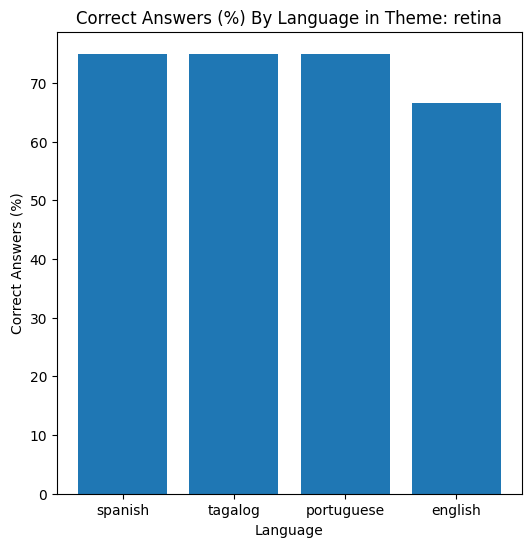 Correct Answers (%) By Language in Theme: retina
Correct Answers (%)
70
60
50
40
30
20
10
0
spanish tagalog portuguese english
Language